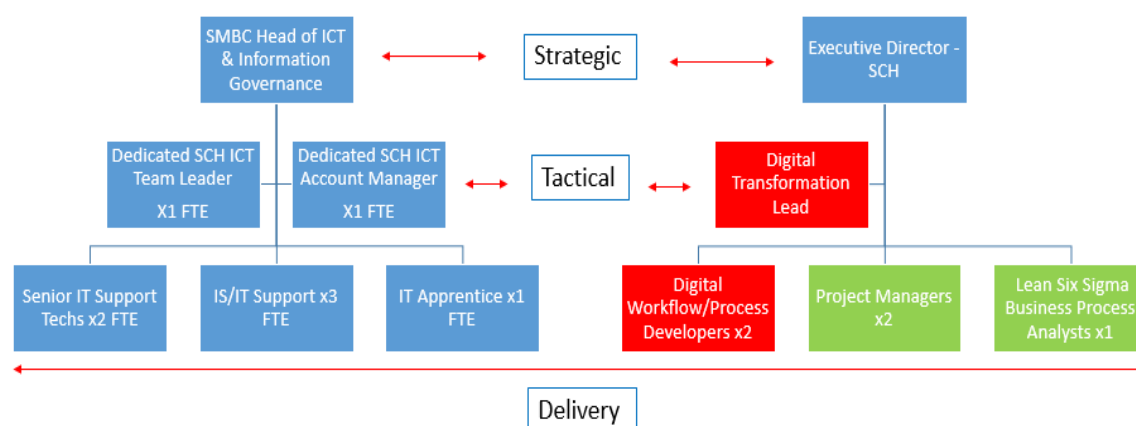 SMBC Head of ICT
& Information
Governance
Strategic
Executive Director -
SCH
Dedicated SCH ICT
Team Leader
X1 FTE
Dedicated SCH ICT
Account Manager
X1 FTE
Tactical
Digital
Transformation
Lead
Senior IT Support
Techs x2 FTE
IS/IT Support x3
FTE
IT Apprentice x1
FTE
Digital
Workflow/Process
Developers x2
Project Managers
x2
Lean Six Sigma
Business Process
Analysts x1
Delivery